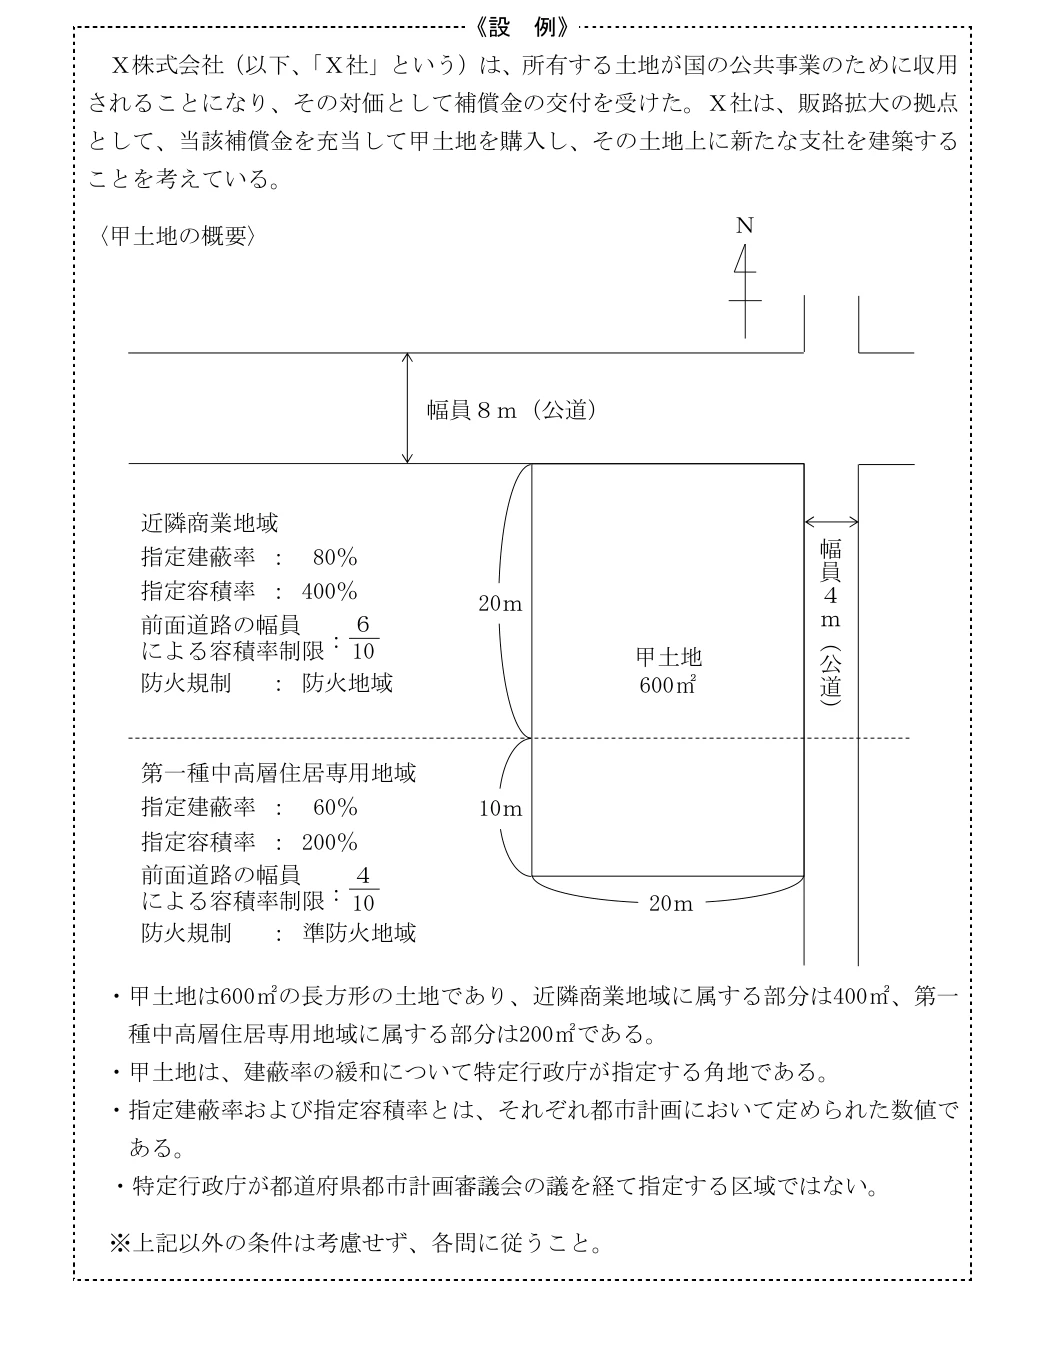 《設　例》
Ｘ株式会社（以下、「Ｘ社」という）は、所有する土地が国の公共事業のために収用
されることになり、その対価として補償金の交付を受けた。Ｘ社は、販路拡大の拠点
として、当該補償金を充当して甲土地を購入し、その土地上に新たな支社を建築する
ことを考えている。
〈甲土地の概要〉
N
幅員８ｍ（公道）
近隣商業地域
指定建蔽率　：　80％
指定容積率　：　400％
前面道路の幅員
による容積率制限：6/10
防火規制　　：　防火地域
20m
甲土地
600㎡
幅員４ｍ（公道）
第一種中高層住居専用地域
指定建蔽率　：　60％
指定容積率　：　200％
前面道路の幅員
による容積率制限：4/10
防火規制　　：　準防火地域
10m
20m
・甲土地は600㎡の長方形の土地であり、近隣商業地域に属する部分は400㎡、第一
種中高層住居専用地域に属する部分は200㎡である。
・甲土地は、建蔽率の緩和について特定行政庁が指定する角地である。
・指定建蔽率および指定容積率とは、それぞれ都市計画において定められた数値で
ある。
・特定行政庁が都道府県都市計画審議会の議を経て指定する区域ではない。
※上記以外の条件は考慮せず、各問に従うこと。